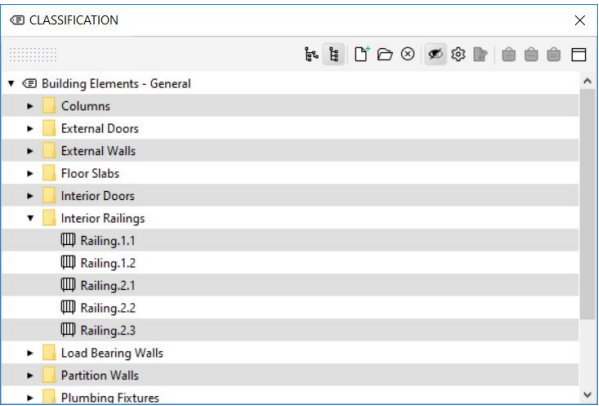 CLASSIFICATION
Building Elements - General
Columns
External Doors
External Walls
Floor Slabs
Interior Doors
Interior Railings
Railing.1.1
Railing.1.2
Railing.2.1
Railing.2.2
Railing.2.3
Load Bearing Walls
Partition Walls
Plumbing Fixtures